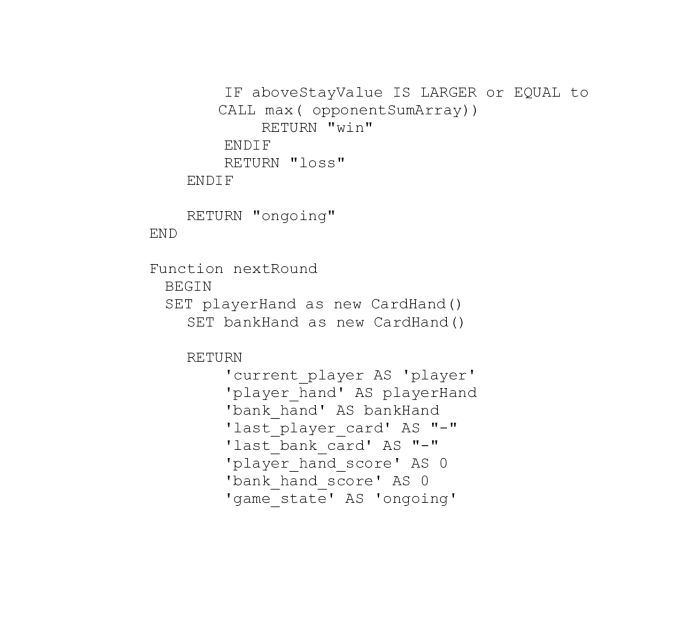 IF aboveStayValue IS LARGER or EQUAL to
CALL max( opponentSumArray))
RETURN "win"
ENDIF
RETURN "loss"
ENDIF
RETURN "ongoing"
END
Function nextRound
BEGIN
SET playerHand as new CardHand()
SET bankHand as new CardHand()
RETURN
'current_player AS 'player'
'player_hand' AS playerHand
'bank_hand' AS bankHand
'last_player_card' AS "-"
'last_bank_card' AS "-"
'player_hand_score' AS 0
'bank_hand_score' AS 0
'game_state' AS 'ongoing'